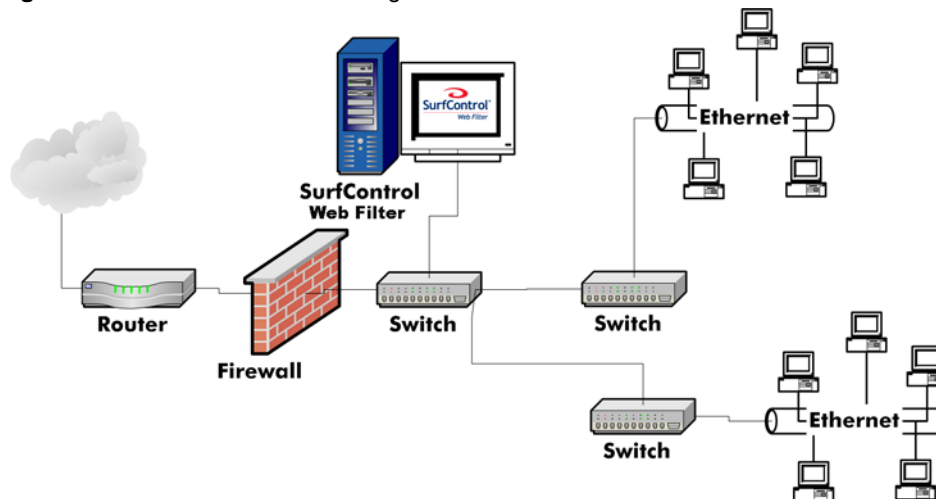 SurfControl
Web Filter
Ethernet
SurfControl
Web Filter
Router
Firewall
Switch
Switch
Switch
Ethernet